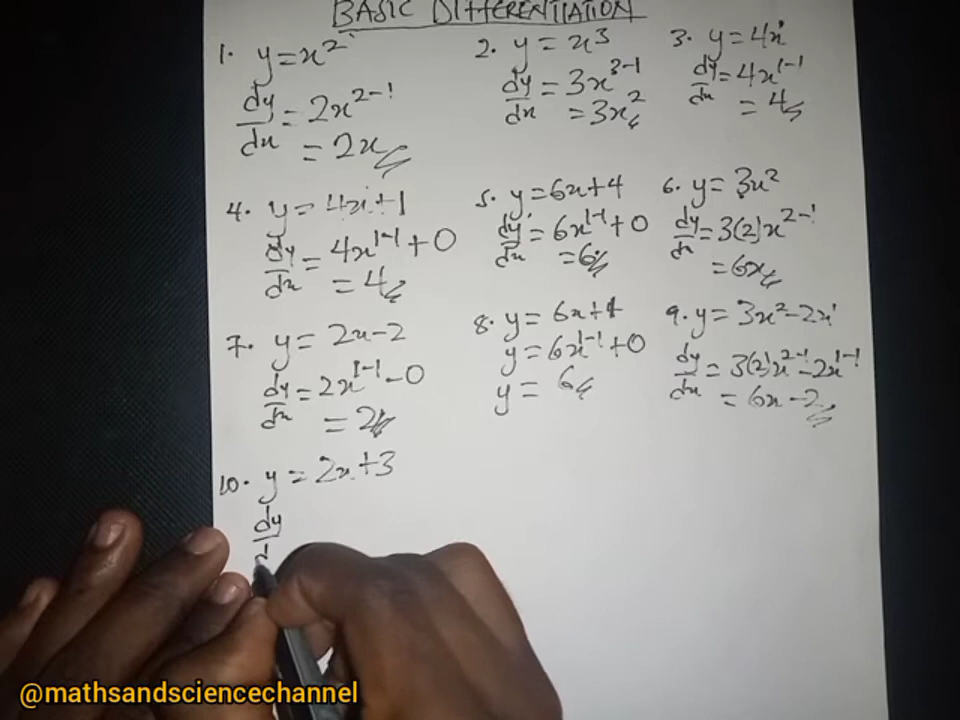 BASIC DIFFERENTIATION
1. y = x²
dy/dx = 2x²⁻¹
= 2x
2. y = x³
dy/dx = 3x³⁻¹
= 3x²
3. y = 4x¹
dy/dx = 4x¹⁻¹
= 4
4. y = 4x¹ + 1
dy/dx = 4x¹⁻¹ + 0
= 4
5. y = 6x + 4
dy/dx = 6x¹⁻¹ + 0
= 6
6. y = 3x²
dy/dx = 3(2)x²⁻¹
= 6x
7. y = 2x - 2
dy/dx = 2x¹⁻¹ - 0
= 2
8. y = 6x + 4
y = 6x¹⁻¹ + 0
y = 6
9. y = 3x² - 2x¹
dy/dx = 3(2)x²⁻¹ - 2x¹⁻¹
= 6x - 2
10. y = 2x + 3
dy
@mathsandsciencechannel